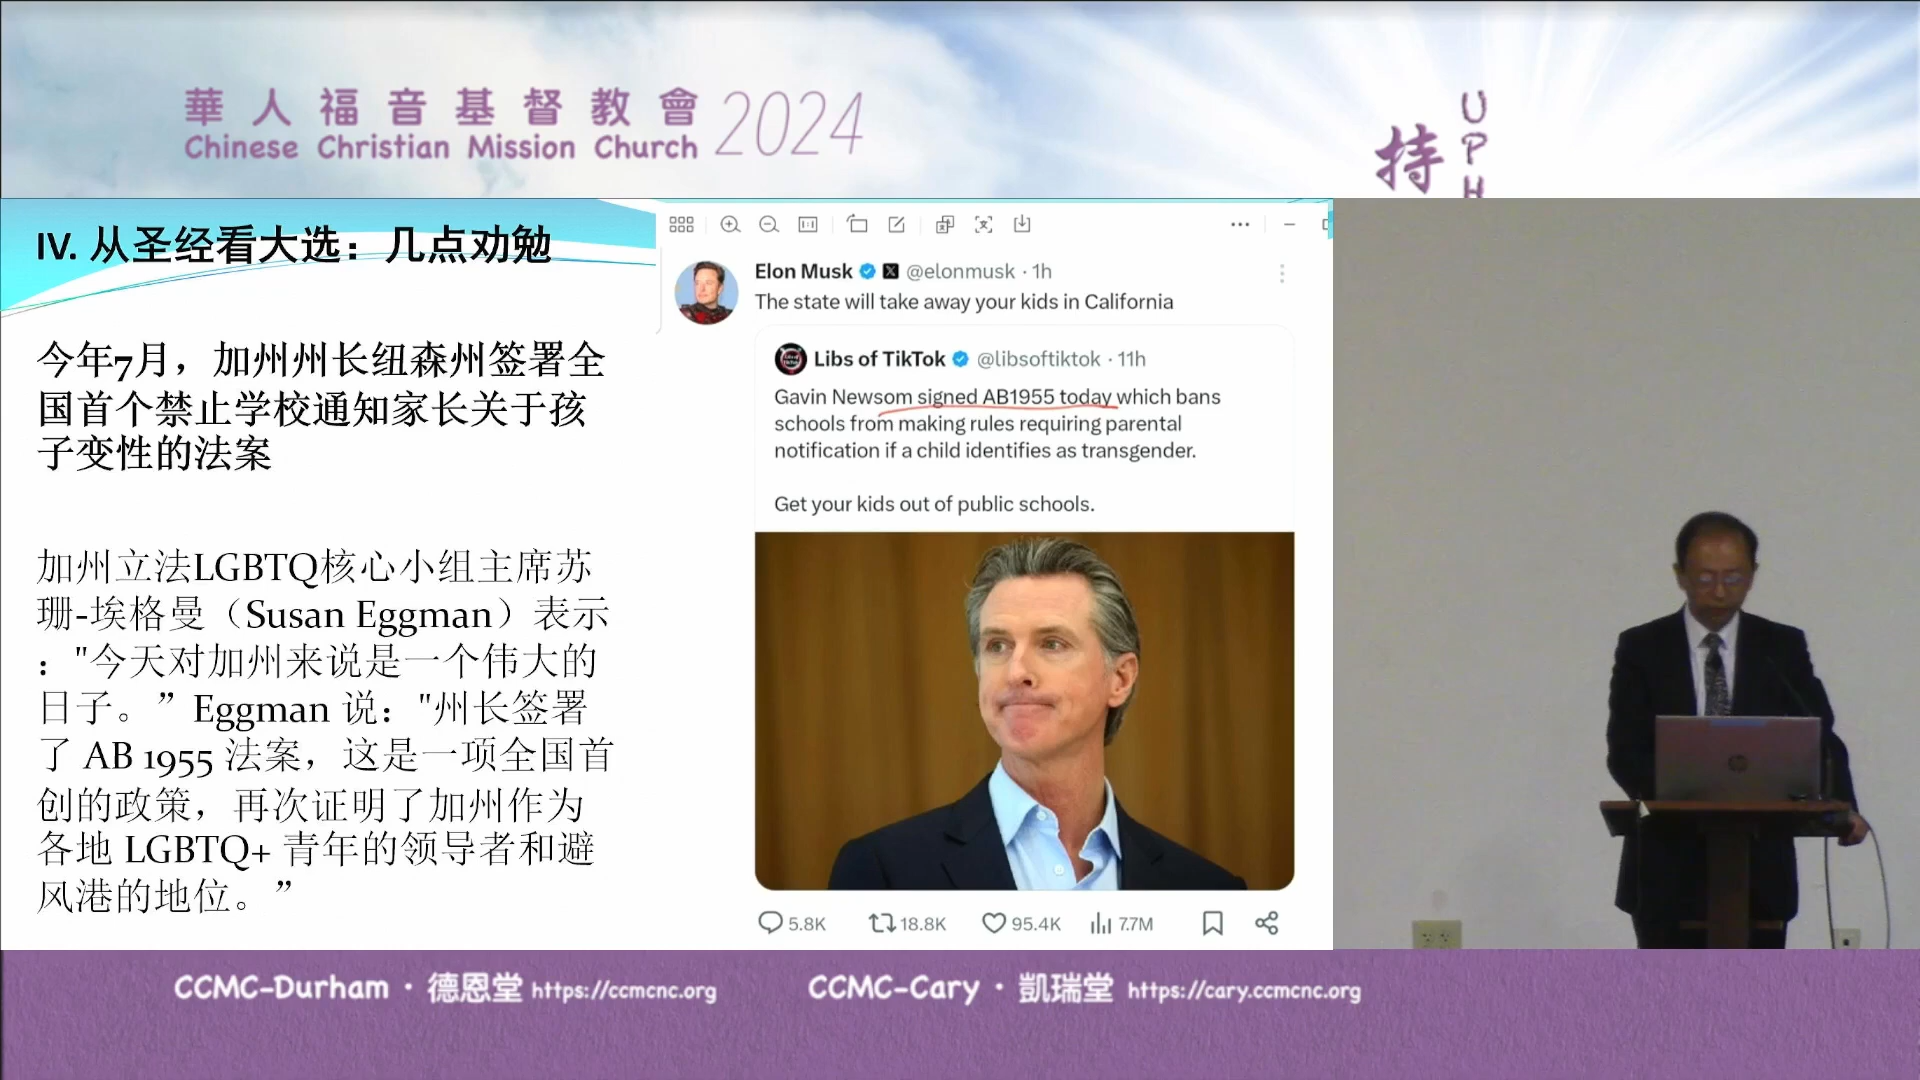 華人福音基督教會 2024
Chinese Christian Mission Church
持
UPH
IV. 从圣经看大选：几点劝勉
今年7月，加州州长纽森州签署全
国首个禁止学校通知家长关于孩
子变性的法案
加州立法LGBTQ核心小组主席苏
珊-埃格曼（Susan Eggman）表示
："今天对加州来说是一个伟大的
日子。”Eggman 说："州长签署
了 AB 1955 法案，这是一项全国首
创的政策，再次证明了加州作为
各地 LGBTQ+ 青年的领导者和避
风港的地位。”
Elon Musk @elonmusk · 1h
The state will take away your kids in California
Libs of TikTok @libsoftiktok · 11h
Gavin Newsom signed AB1955 today which bans
schools from making rules requiring parental
notification if a child identifies as transgender.
Get your kids out of public schools.
5.8K 18.8K 95.4K 7.7M
CCMC-Durham · 德恩堂 https://ccmcnc.org
CCMC-Cary · 凱瑞堂 https://cary.ccmcnc.org